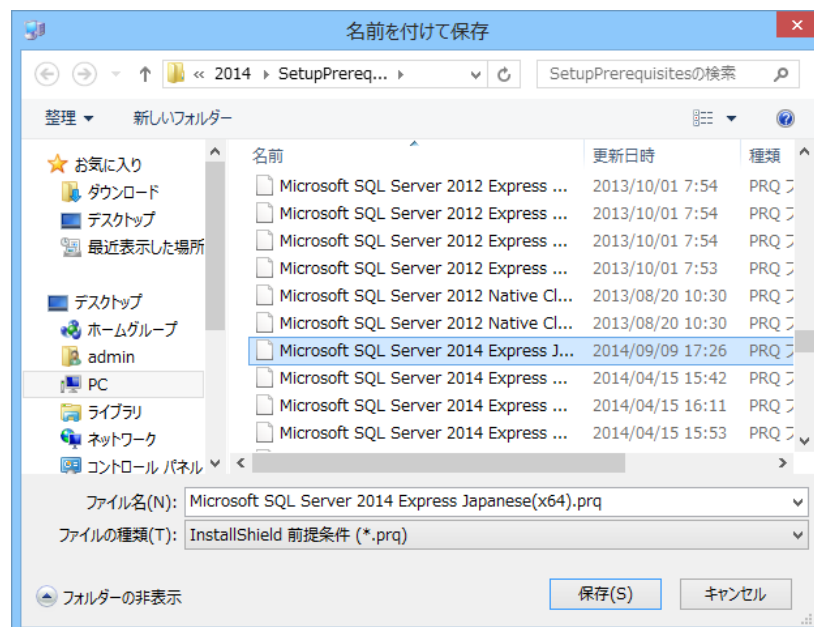 名前を付けて保存
« 2014 SetupPrereq... SetupPrerequisitesの検索
整理 新しいフォルダー
お気に入り
ダウンロード
デスクトップ
最近表示した場所
デスクトップ
ホームグループ
admin
PC
ライブラリ
ネットワーク
コントロール パネル
名前 更新日時 種類
Microsoft SQL Server 2012 Express ... 2013/10/01 7:54 PRQ フ
Microsoft SQL Server 2012 Express ... 2013/10/01 7:54 PRQ フ
Microsoft SQL Server 2012 Express ... 2013/10/01 7:54 PRQ フ
Microsoft SQL Server 2012 Express ... 2013/10/01 7:53 PRQ フ
Microsoft SQL Server 2012 Native Cl... 2013/08/20 10:30 PRQ フ
Microsoft SQL Server 2012 Native Cl... 2013/08/20 10:30 PRQ フ
Microsoft SQL Server 2014 Express J... 2014/09/09 17:26 PRQ フ
Microsoft SQL Server 2014 Express ... 2014/04/15 15:42 PRQ フ
Microsoft SQL Server 2014 Express ... 2014/04/15 16:11 PRQ フ
Microsoft SQL Server 2014 Express ... 2014/04/15 15:53 PRQ フ
ファイル名(N): Microsoft SQL Server 2014 Express Japanese(x64).prq
ファイルの種類(T): InstallShield 前提条件 (*.prq)
フォルダーの非表示 保存(S) キャンセル